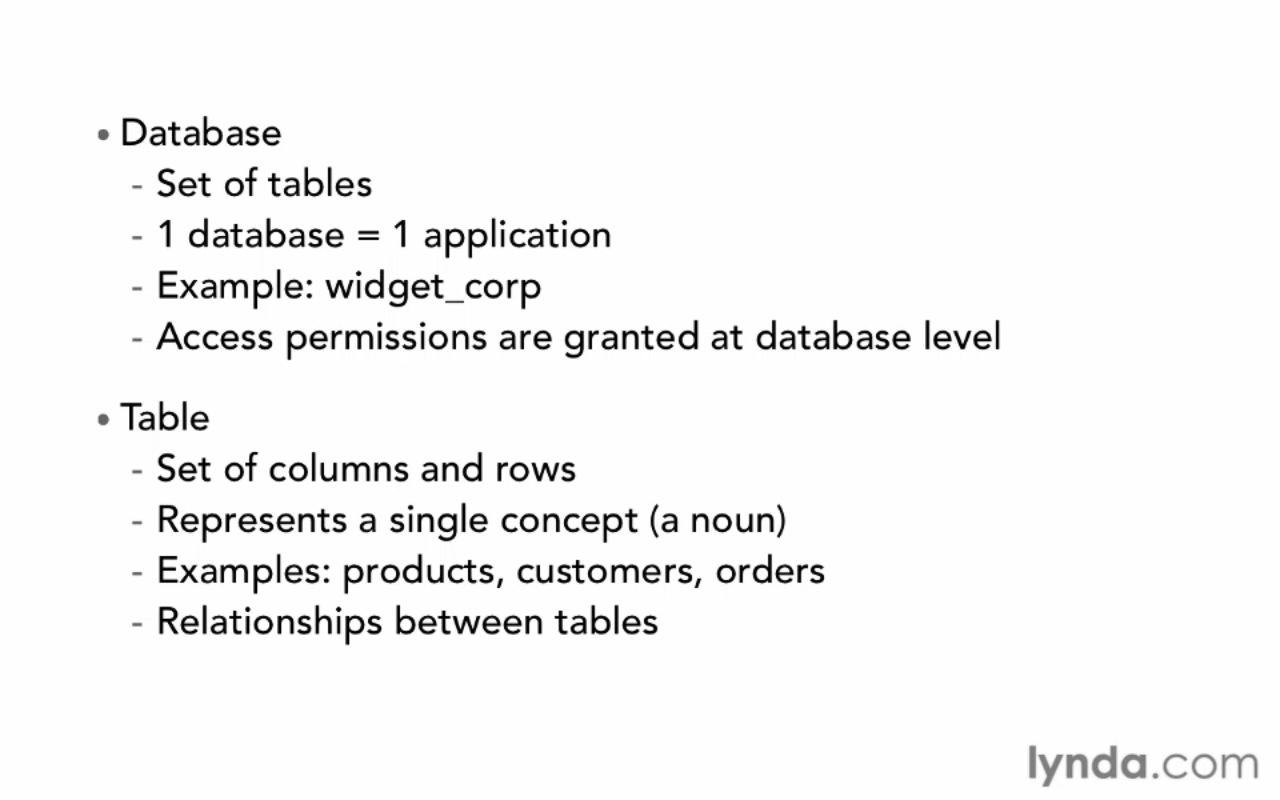 • Database
- Set of tables
- 1 database = 1 application
- Example: widget_corp
- Access permissions are granted at database level
• Table
- Set of columns and rows
- Represents a single concept (a noun)
- Examples: products, customers, orders
- Relationships between tables
lynda.com